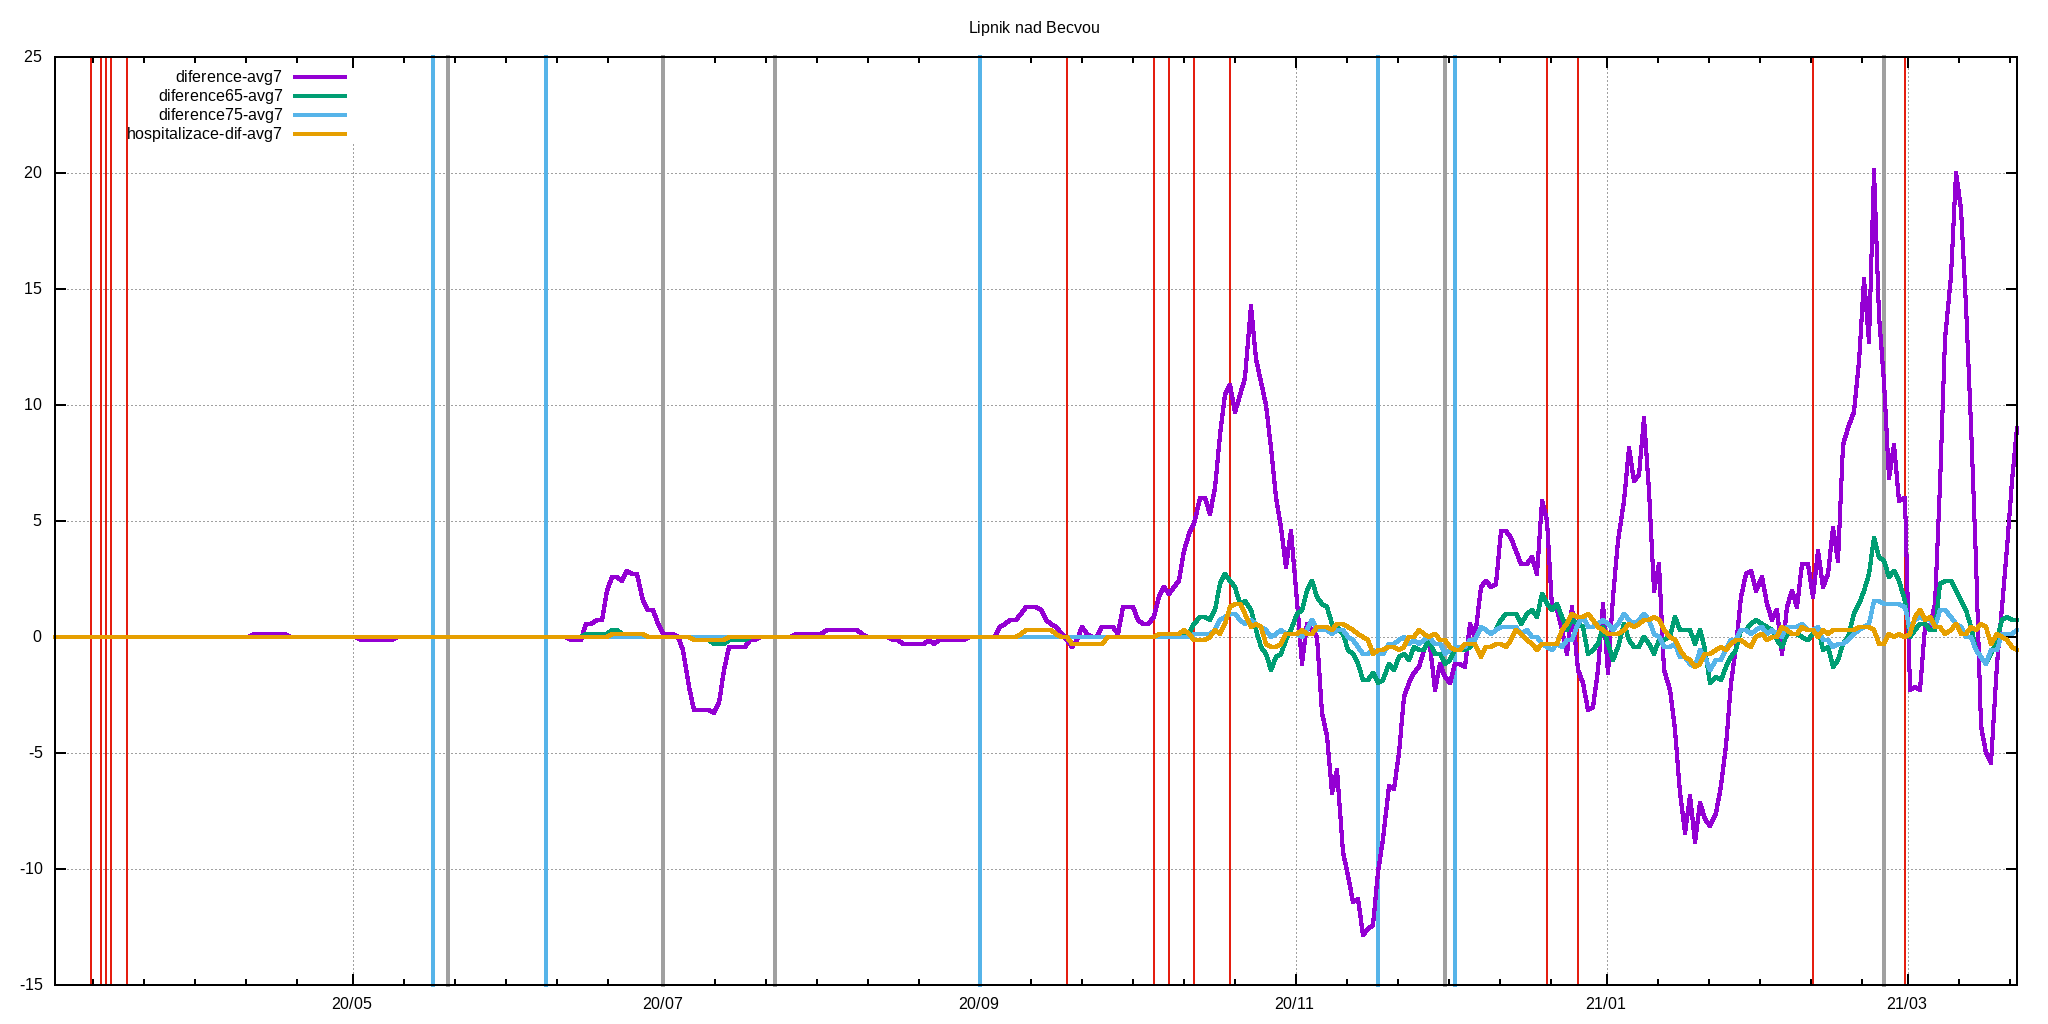 Lipnik nad Becvou
diference-avg7
diference65-avg7
diference75-avg7
hospitalizace-dif-avg7
25
20
15
10
5
0
-5
-10
-15
20/05 20/07 20/09 20/11 21/01 21/03